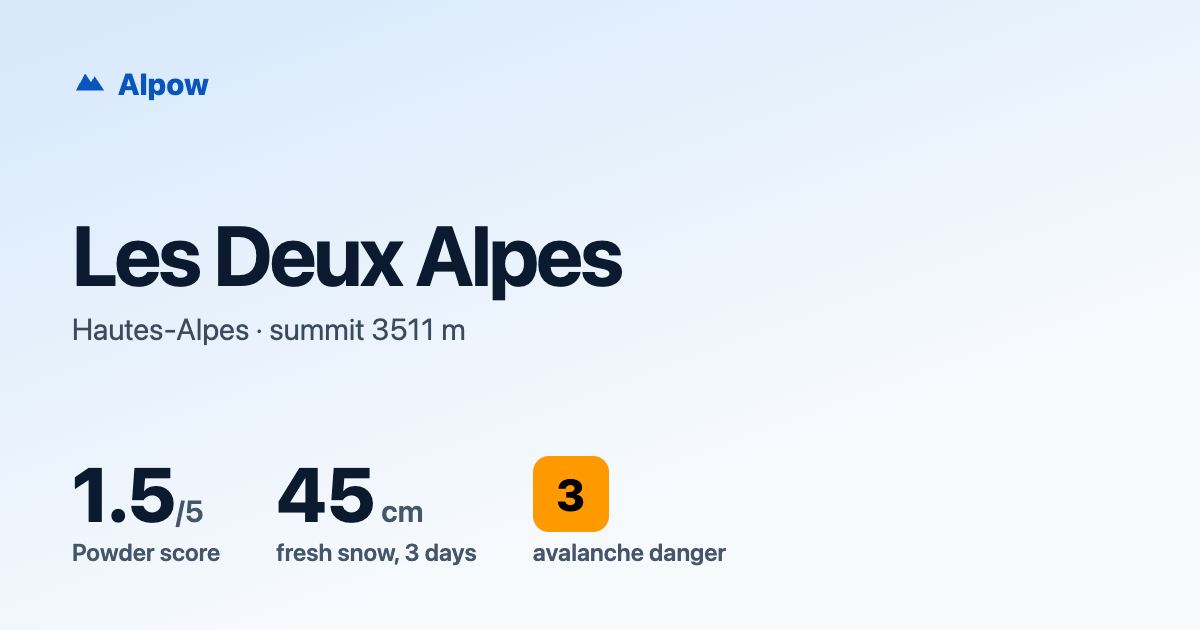 Alpow
Les Deux Alpes
Hautes-Alpes · summit 3511 m
1.5/5
Powder score
45 cm
fresh snow, 3 days
3
avalanche danger